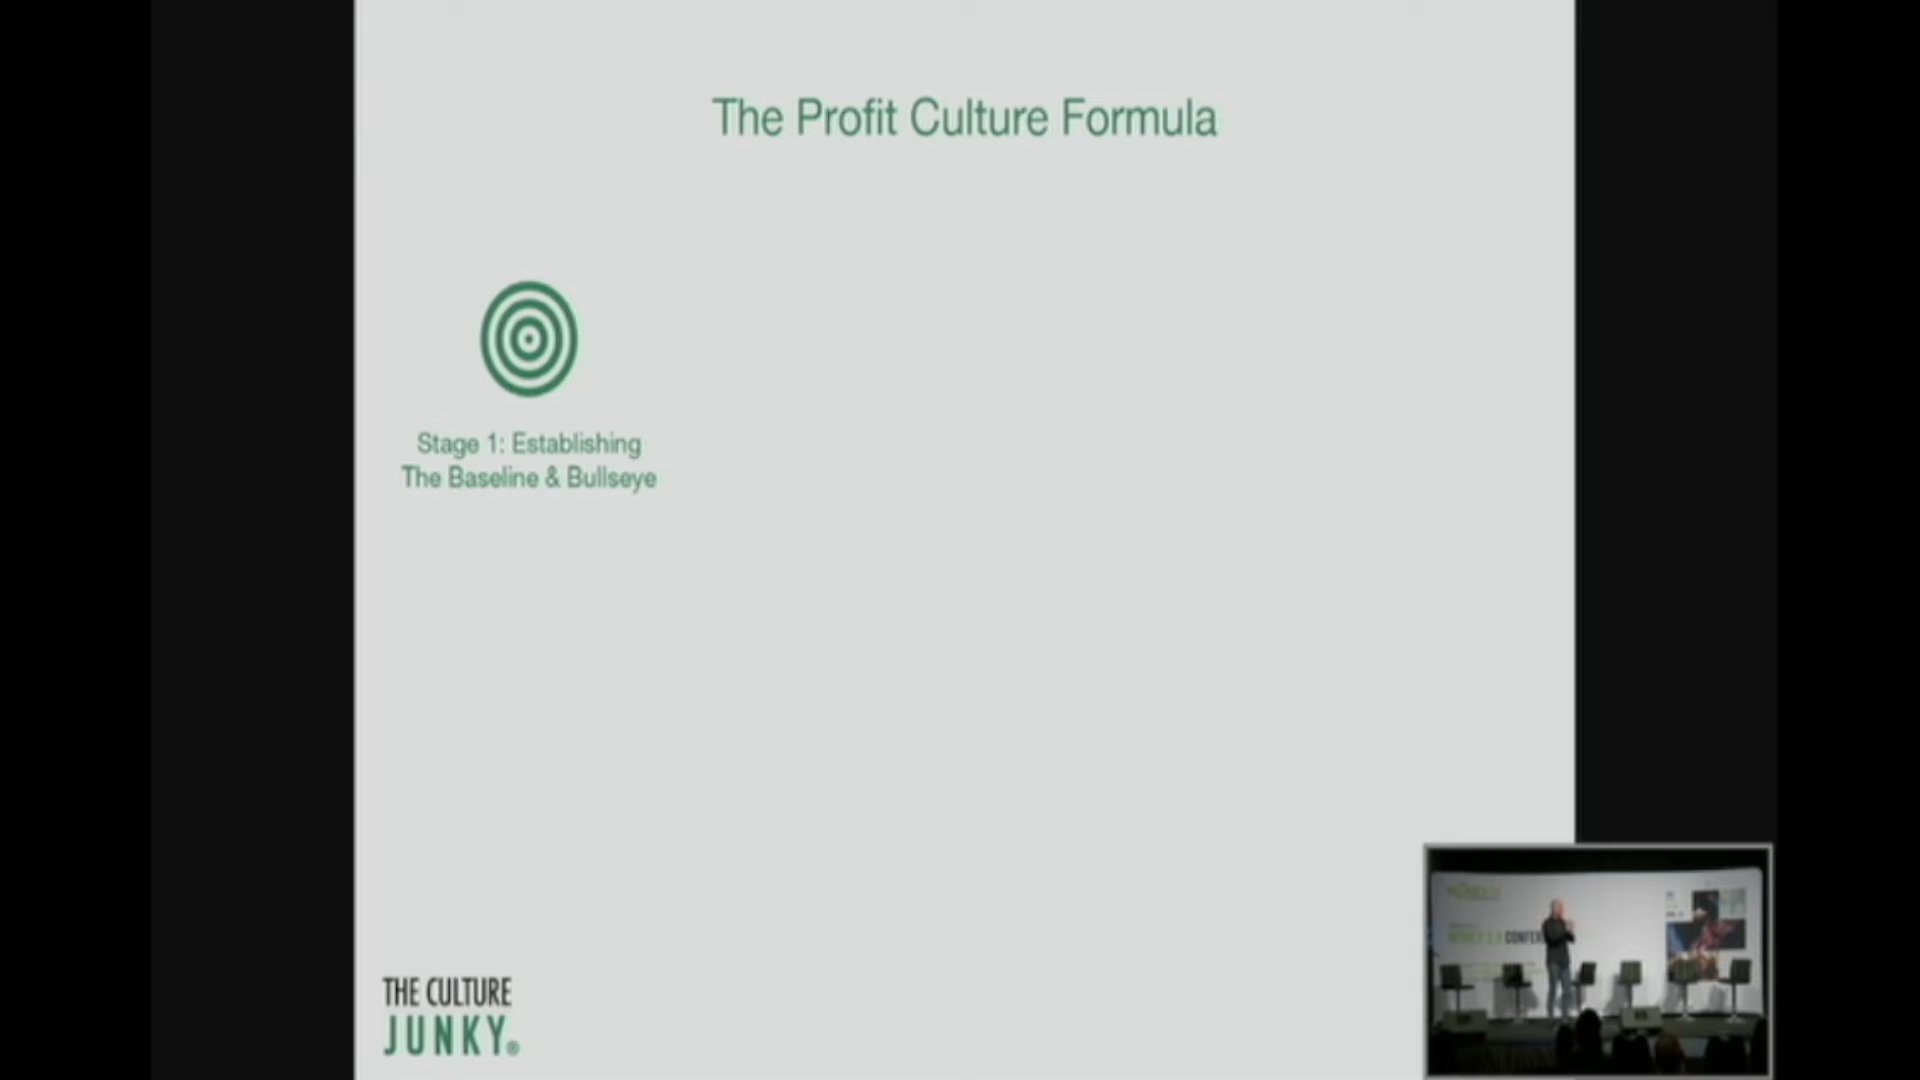 The Profit Culture Formula
Stage 1: Establishing
The Baseline & Bullseye
THE CULTURE
JUNKY®